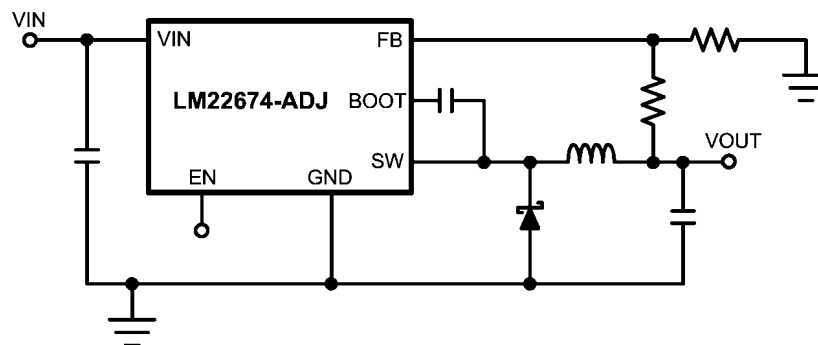 VIN
VIN
FB
LM22674-ADJ
BOOT
VOUT
SW
EN
GND